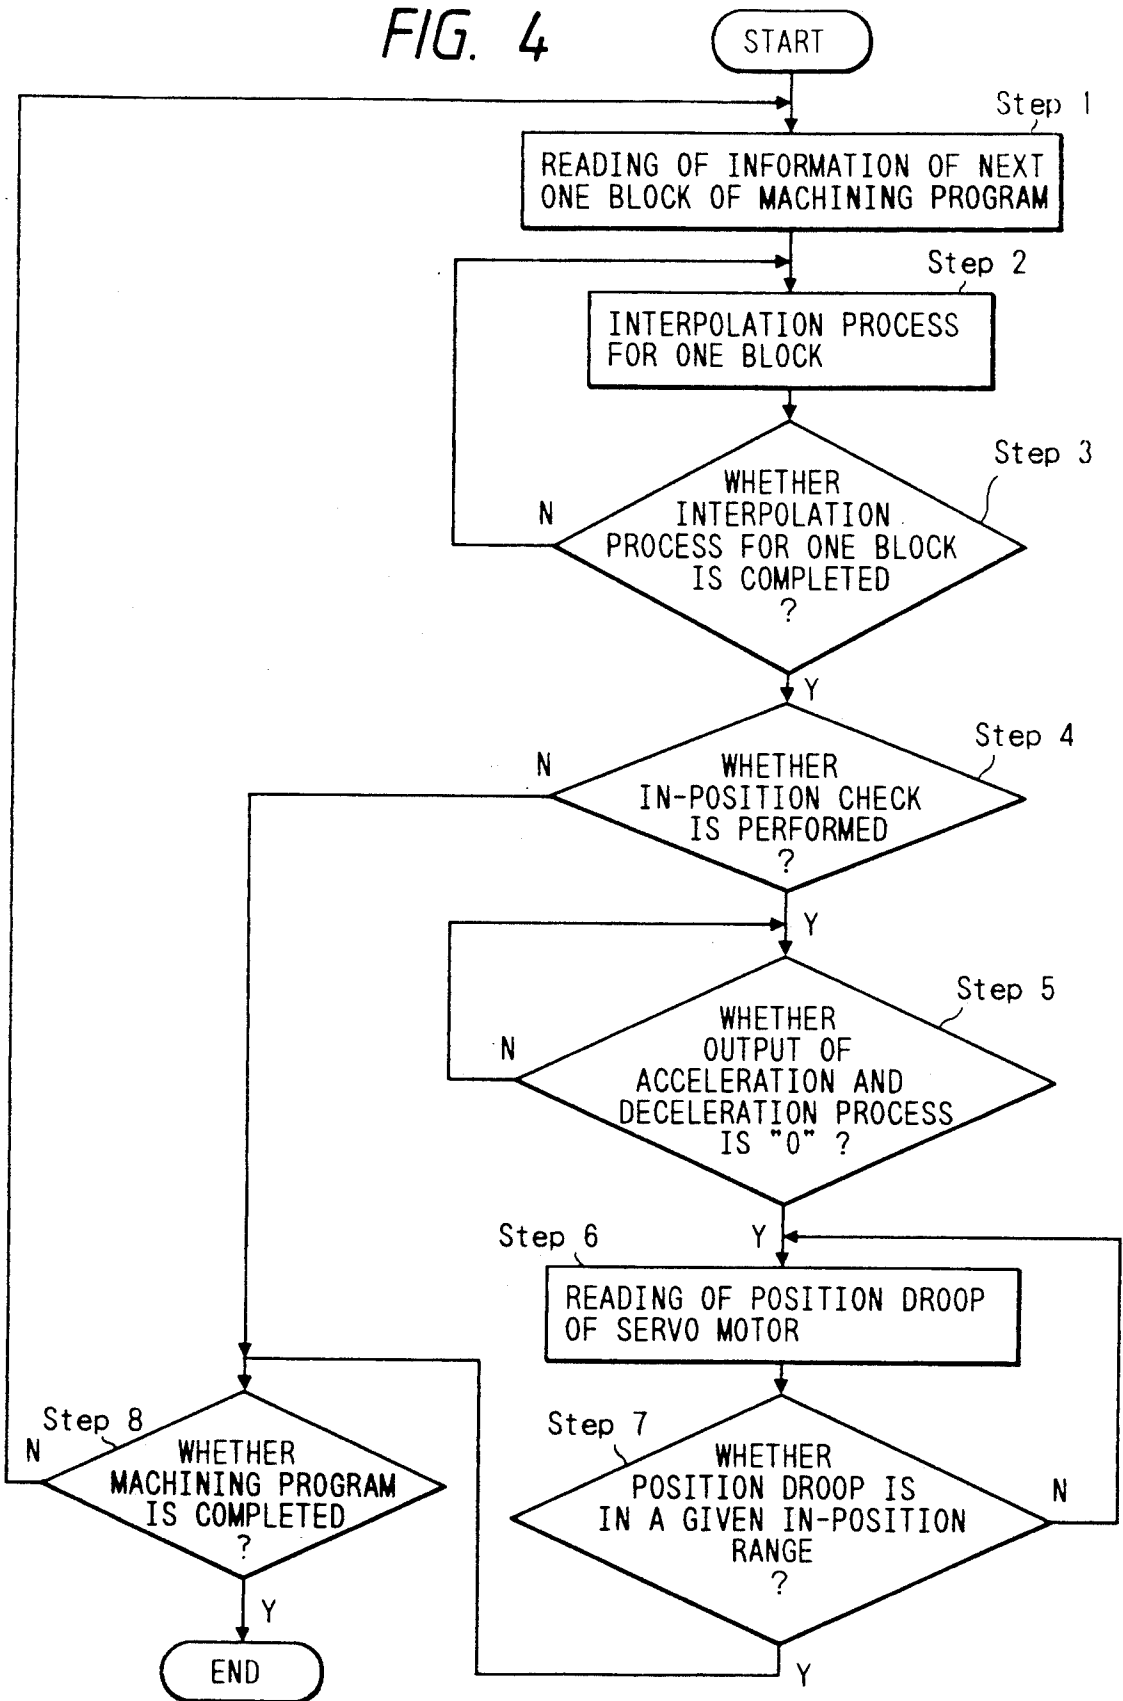 FIG. 4
START
Step 1
READING OF INFORMATION OF NEXT
ONE BLOCK OF MACHINING PROGRAM
Step 2
INTERPOLATION PROCESS
FOR ONE BLOCK
Step 3
WHETHER
INTERPOLATION
PROCESS FOR ONE BLOCK
IS COMPLETED
?
N
Y
Step 4
WHETHER
IN-POSITION CHECK
IS PERFORMED
?
N
Y
Step 5
WHETHER
OUTPUT OF
ACCELERATION AND
DECELERATION PROCESS
IS "0" ?
N
Y
Step 6
READING OF POSITION DROOP
OF SERVO MOTOR
Step 7
WHETHER
POSITION DROOP IS
IN A GIVEN IN-POSITION
RANGE
?
N
Y
Step 8
WHETHER
MACHINING PROGRAM
IS COMPLETED
?
N
Y
END